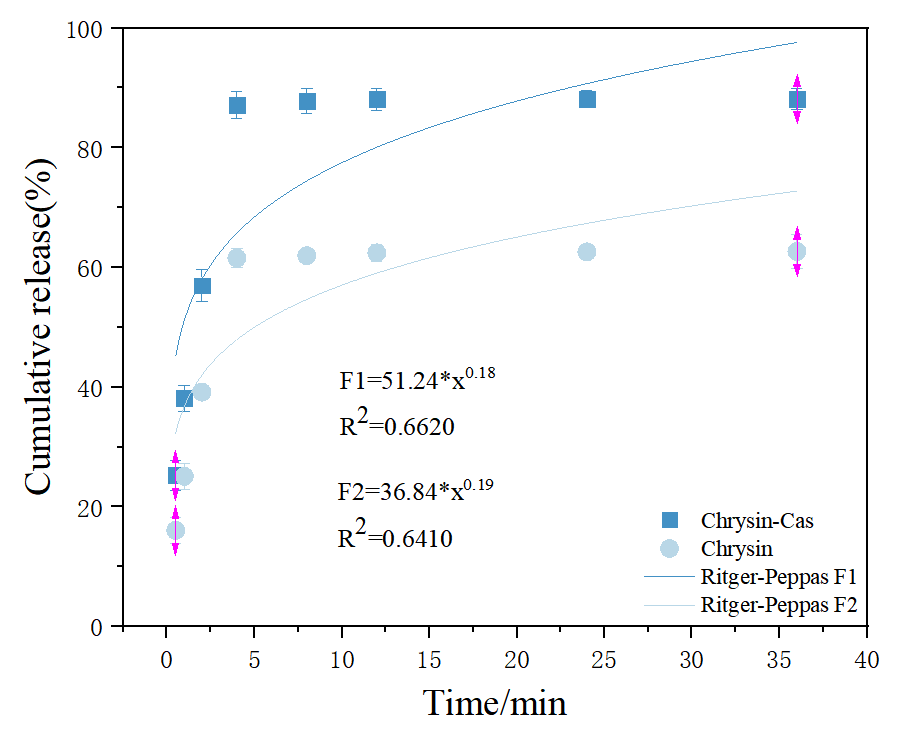 100
80
60
40
20
0
Cumulative release(%)
F1=51.24*x^0.18
R^2=0.6620
F2=36.84*x^0.19
R^2=0.6410
Chrysin-Cas
Chrysin
Ritger-Peppas F1
Ritger-Peppas F2
0 5 10 15 20 25 30 35 40
Time/min